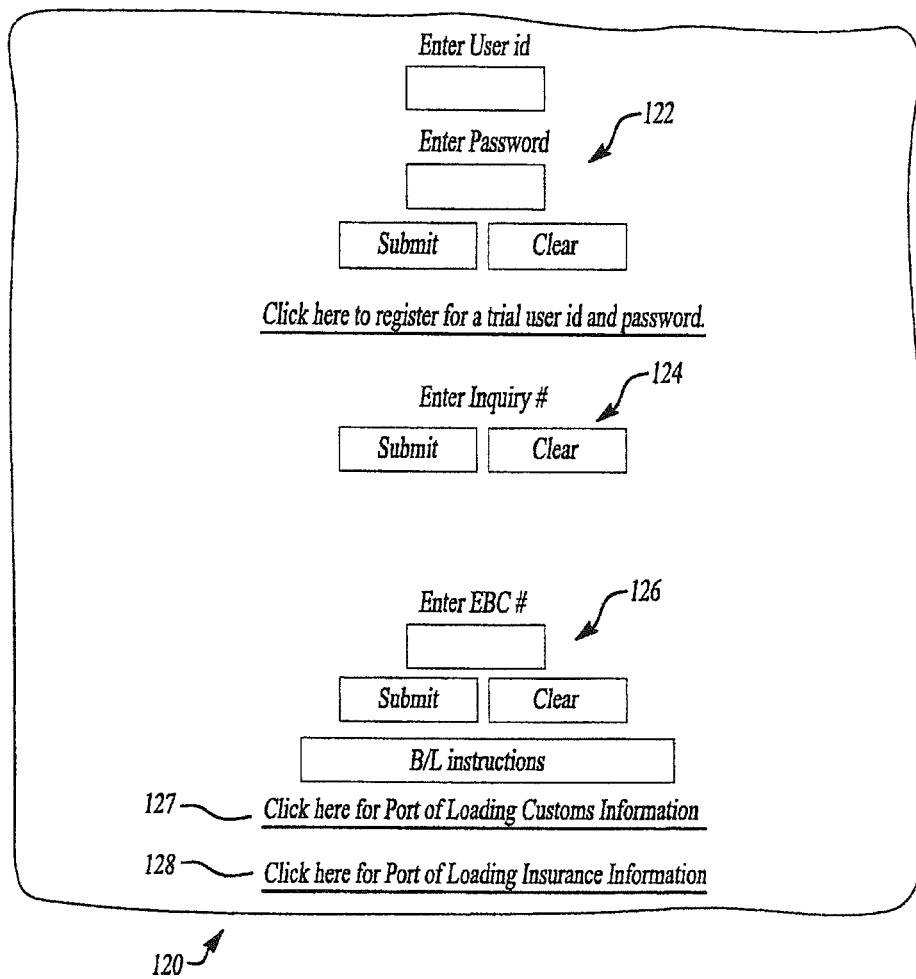 Enter User id
122
Enter Password
Submit Clear
Click here to register for a trial user id and password.
124
Enter Inquiry #
Submit Clear
126
Enter EBC #
Submit Clear
B/L instructions
127 Click here for Port of Loading Customs Information
128 Click here for Port of Loading Insurance Information
120